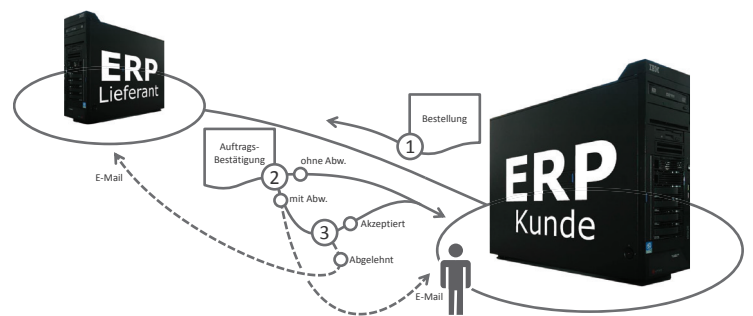 ERP
Lieferant
IBM
Bestellung
1
Auftrags-
Bestätigung
ohne Abw.
2
mit Abw.
E-Mail
3
Akzeptiert
Abgelehnt
E-Mail
ERP
Kunde